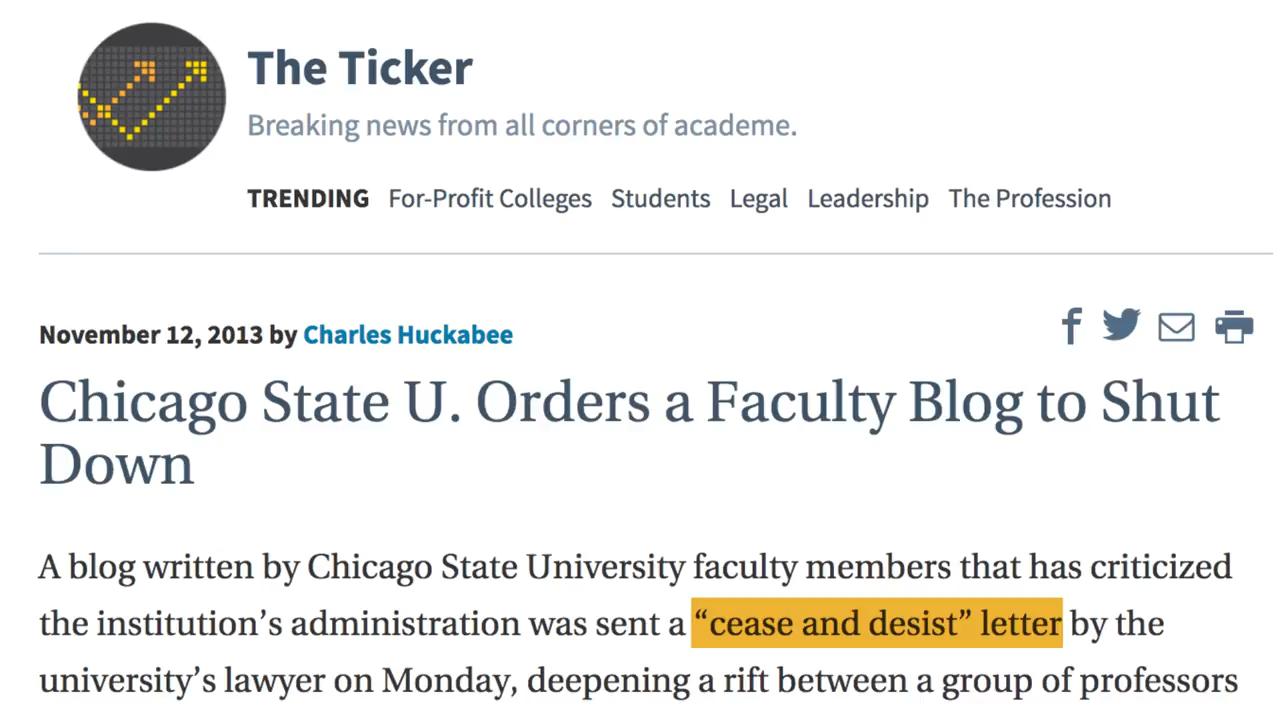 The Ticker
Breaking news from all corners of academe.
TRENDING For-Profit Colleges Students Legal Leadership The Profession
November 12, 2013 by Charles Huckabee
Chicago State U. Orders a Faculty Blog to Shut
Down
A blog written by Chicago State University faculty members that has criticized
the institution’s administration was sent a “cease and desist” letter by the
university’s lawyer on Monday, deepening a rift between a group of professors